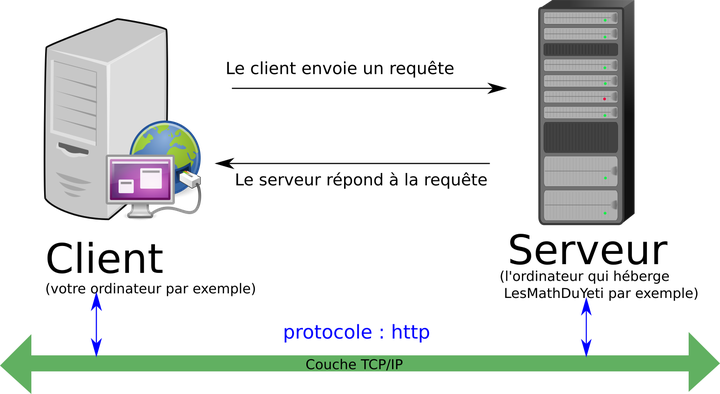 Le client envoie un requête
Le serveur répond à la requête
Client
(votre ordinateur par exemple)
Serveur
(l'ordinateur qui héberge
LesMathDuYeti par exemple)
protocole : http
Couche TCP/IP